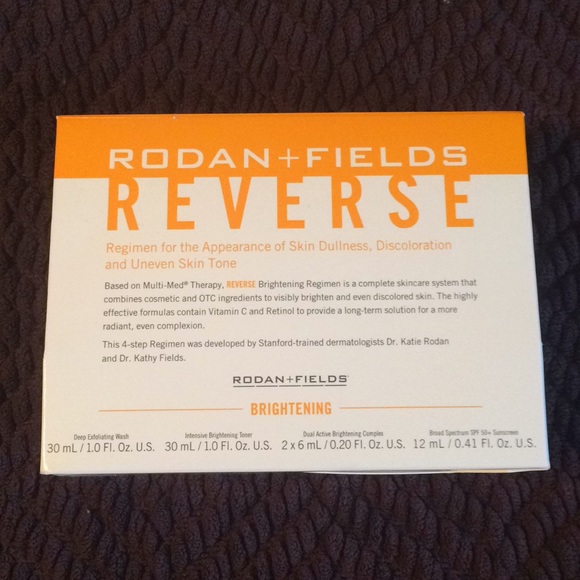 RODAN+FIELDS
REVERSE
Regimen for the Appearance of Skin Dullness, Discoloration
and Uneven Skin Tone
Based on Multi-Med® Therapy, REVERSE Brightening Regimen is a complete skincare system that
combines cosmetic and OTC ingredients to visibly brighten and even discolored skin. The highly
effective formulas contain Vitamin C and Retinol to provide a long-term solution for a more
radiant, even complexion.
This 4-step Regimen was developed by Stanford-trained dermatologists Dr. Katie Rodan
and Dr. Kathy Fields.
RODAN+FIELDS®
BRIGHTENING
Deep Exfoliating Wash Intensive Brightening Toner Dual Active Brightening Complex Broad Spectrum SPF 50+ Sunscreen
30 mL / 1.0 Fl. Oz. U.S. 30 mL / 1.0 Fl. Oz. U.S. 2 x 6 mL / 0.20 Fl. Oz. U.S. 12 mL / 0.41 Fl. Oz. U.S.